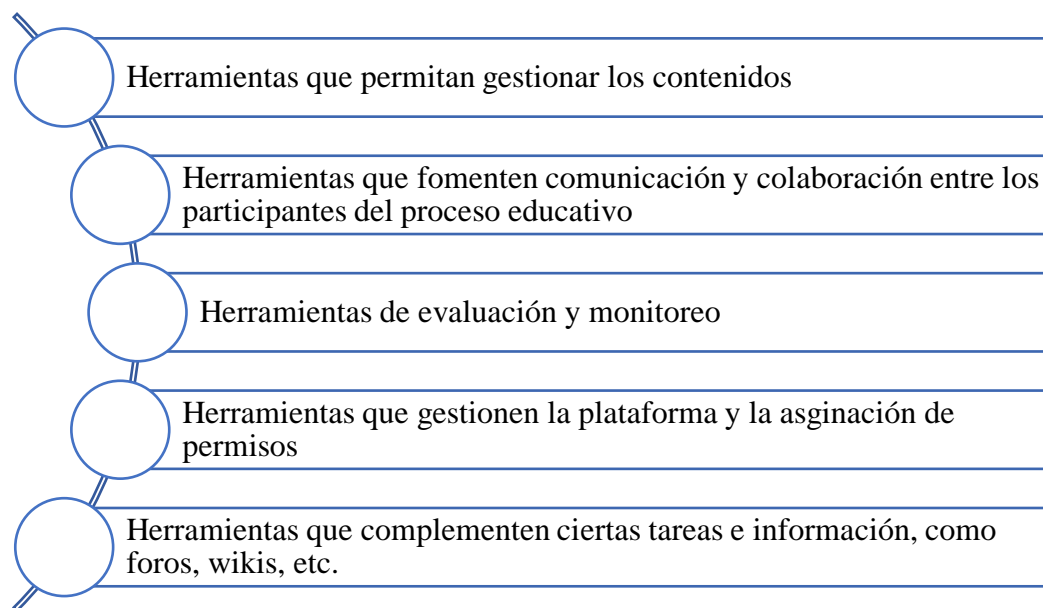 Herramientas que permitan gestionar los contenidos
Herramientas que fomenten comunicación y colaboración entre los
participantes del proceso educativo
Herramientas de evaluación y monitoreo
Herramientas que gestionen la plataforma y la asginación de
permisos
Herramientas que complementen ciertas tareas e información, como
foros, wikis, etc.